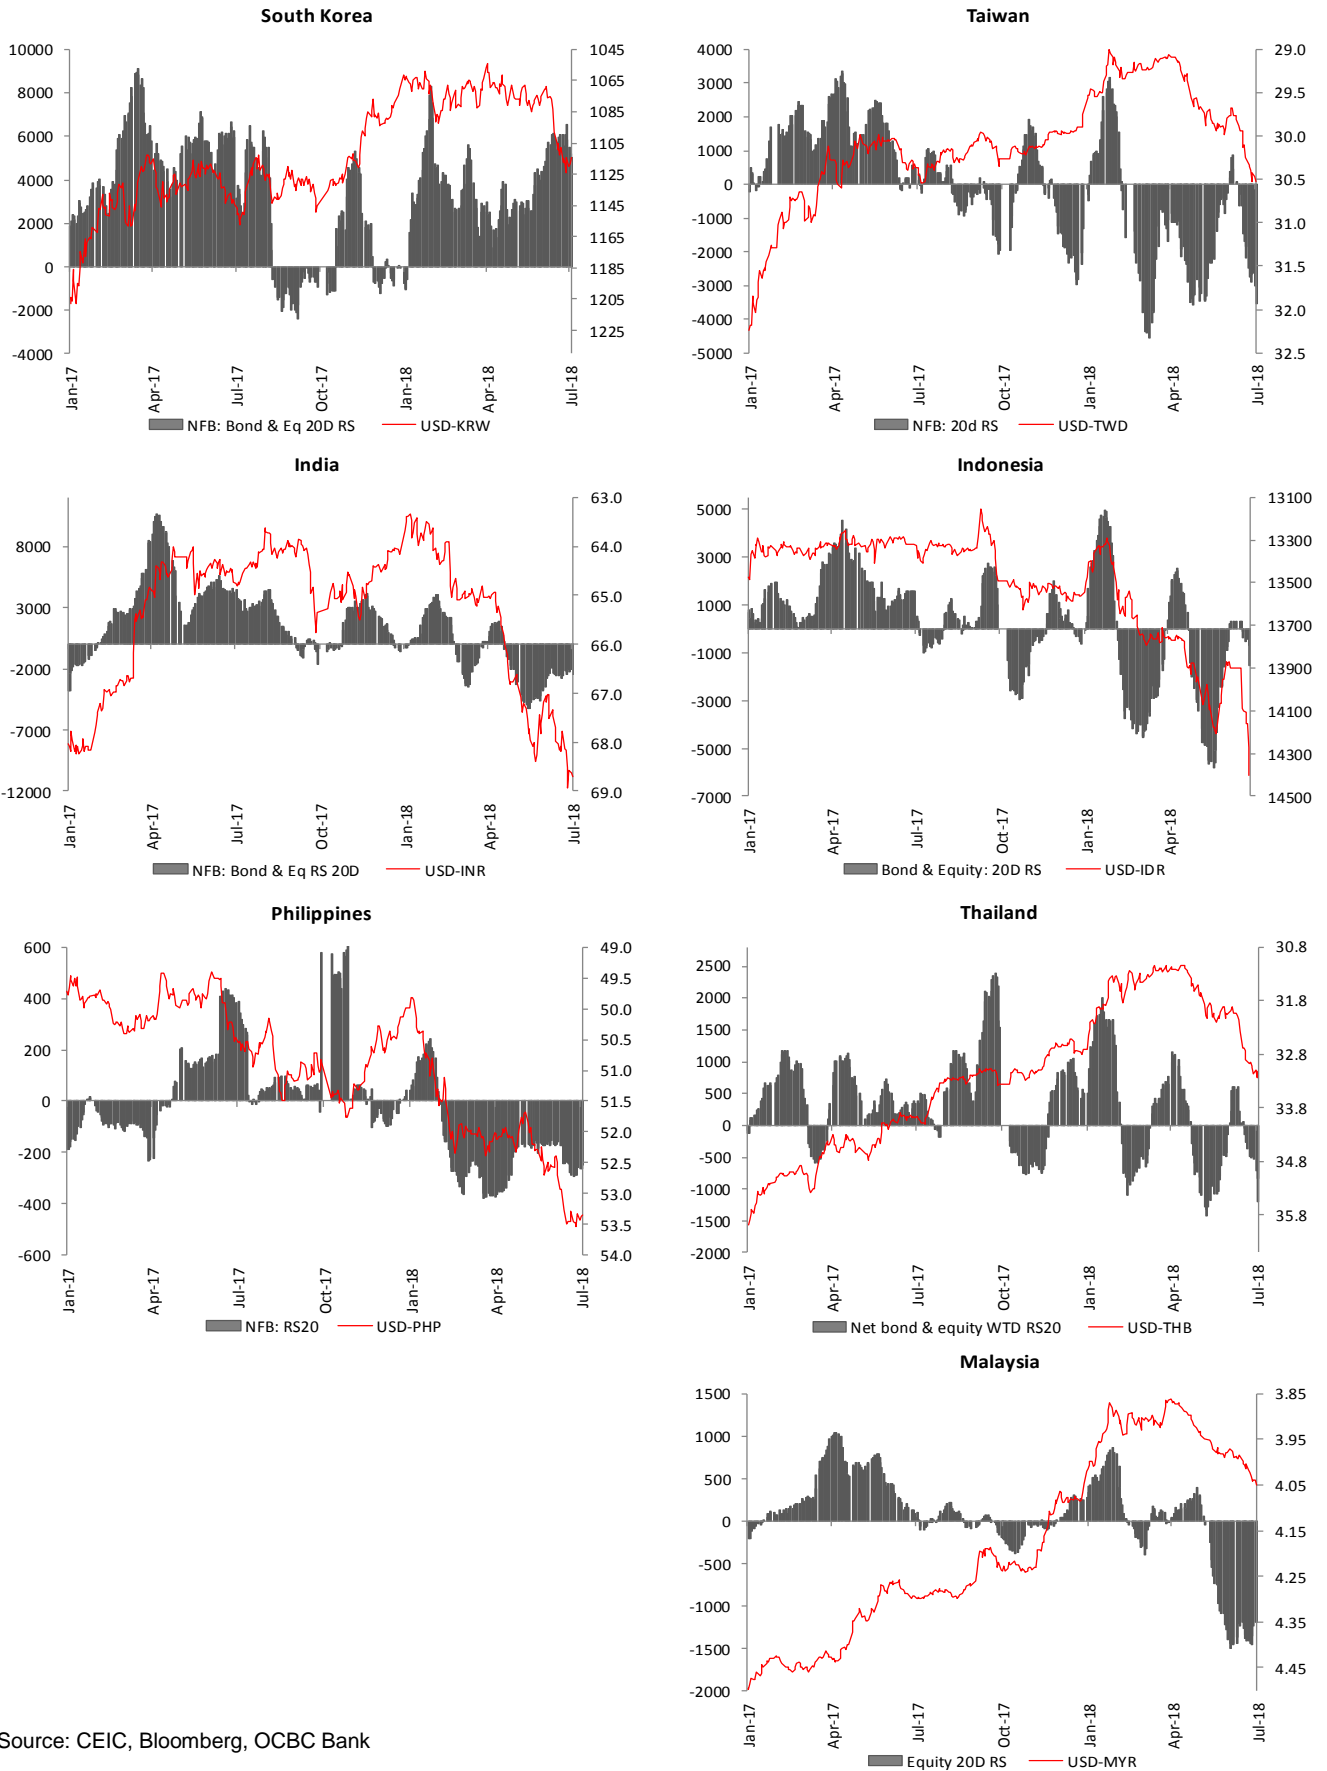 South Korea
10000
8000
6000
4000
2000
0
-2000
-4000
1045
1065
1085
1105
1125
1145
1165
1185
1205
1225
Jan-17
Apr-17
Jul-17
Oct-17
Jan-18
Apr-18
Jul-18
NFB: Bond & Eq 20D RS
USD-KRW
Taiwan
4000
3000
2000
1000
0
-1000
-2000
-3000
-4000
-5000
29.0
29.5
30.0
30.5
31.0
31.5
32.0
32.5
Jan-17
Apr-17
Jul-17
Oct-17
Jan-18
Apr-18
Jul-18
NFB: 20d RS
USD-TWD
India
8000
3000
-2000
-7000
-12000
63.0
64.0
65.0
66.0
67.0
68.0
69.0
Jan-17
Apr-17
Jul-17
Oct-17
Jan-18
Apr-18
Jul-18
NFB: Bond & Eq RS 20D
USD-INR
Indonesia
5000
3000
1000
-1000
-3000
-5000
-7000
13100
13300
13500
13700
13900
14100
14300
14500
Jan-17
Apr-17
Jul-17
Oct-17
Jan-18
Apr-18
Bond & Equity: 20D RS
USD-IDR
Philippines
600
400
200
0
-200
-400
-600
49.0
49.5
50.0
50.5
51.0
51.5
52.0
52.5
53.0
53.5
54.0
Jan-17
Apr-17
Jul-17
Oct-17
Jan-18
Apr-18
Jul-18
NFB: RS20
USD-PHP
Thailand
2500
2000
1500
1000
500
0
-500
-1000
-1500
-2000
30.8
31.8
32.8
33.8
34.8
35.8
Jan-17
Apr-17
Jul-17
Oct-17
Jan-18
Apr-18
Jul-18
Net bond & equity WTD RS20
USD-THB
Malaysia
1500
1000
500
0
-500
-1000
-1500
-2000
3.85
3.95
4.05
4.15
4.25
4.35
4.45
Jan-17
Apr-17
Jul-17
Oct-17
Jan-18
Apr-18
Jul-18
Equity 20D RS
USD-MYR
Source: CEIC, Bloomberg, OCBC Bank